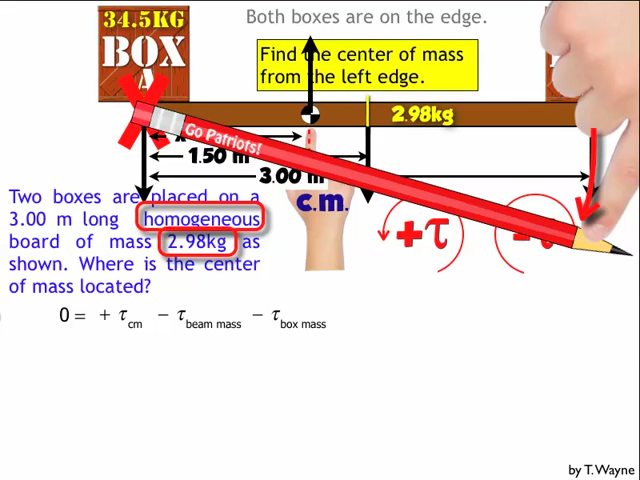 Both boxes are on the edge.
34.5KG
BOX
A
Find the center of mass
from the left edge.
2.98kg
Go Patriots!
1.50 m
3.00 m
c.m.
+τ
Two boxes are placed on a
3.00 m long homogeneous
board of mass 2.98kg as
shown. Where is the center
of mass located?
0 = + τcm − τbeam mass − τbox mass
by T. Wayne